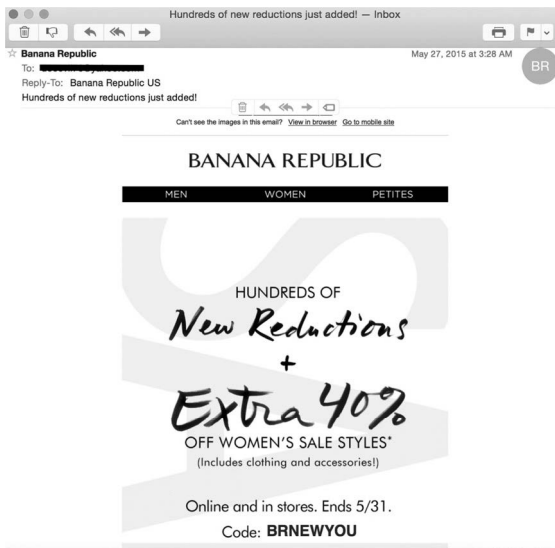 Hundreds of new reductions just added! — Inbox
Banana Republic
May 27, 2015 at 3:28 AM
BR
To:
Reply-To: Banana Republic US
Hundreds of new reductions just added!
Can't see the images in this email? View in browser Go to mobile site
BANANA REPUBLIC
MEN WOMEN PETITES
HUNDREDS OF
New Reductions
+
Extra 40%
OFF WOMEN'S SALE STYLES*
(Includes clothing and accessories!)
Online and in stores. Ends 5/31.
Code: BRNEWYOU